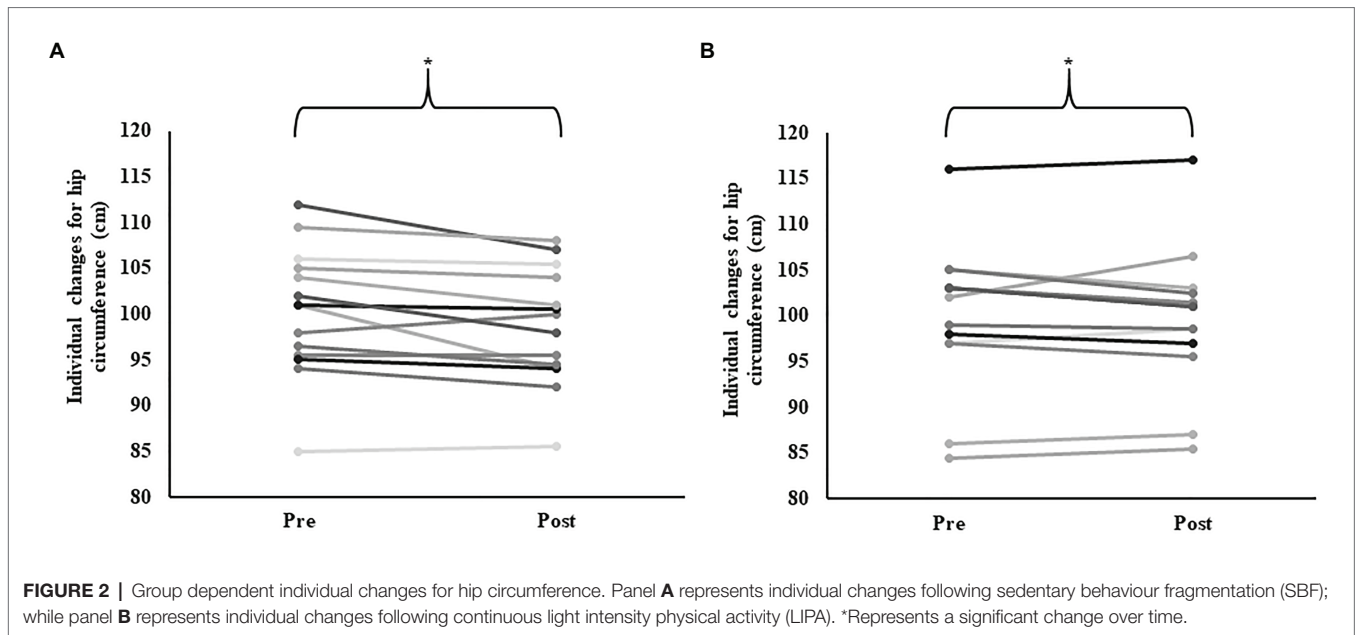 A
*
Individual changes for hip
circumference (cm)
120
115
110
105
100
95
90
85
80
Pre
Post
B
*
Individual changes for hip
circumference (cm)
120
115
110
105
100
95
90
85
80
Pre
Post
FIGURE 2 | Group dependent individual changes for hip circumference. Panel A represents individual changes following sedentary behaviour fragmentation (SBF);
while panel B represents individual changes following continuous light intensity physical activity (LIPA). *Represents a significant change over time.